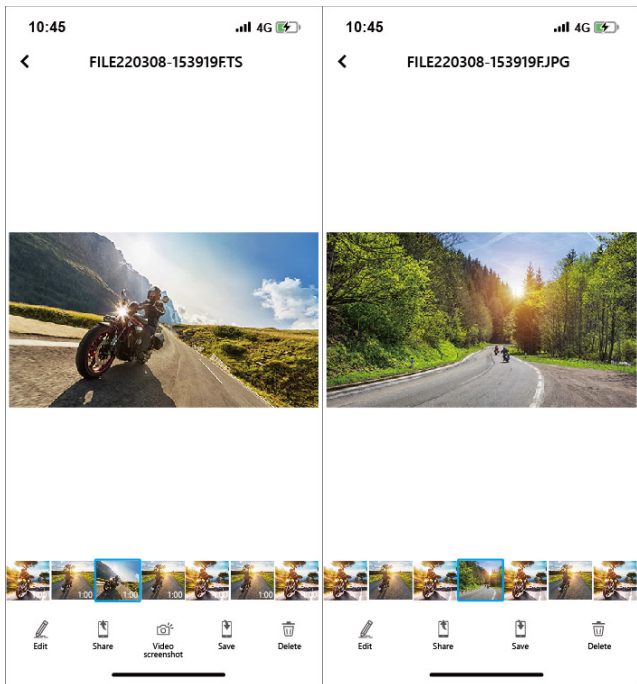 10:45
4G
FILE220308-153919F.TS
1:00
1:00
1:00
1:00
Edit
Share
Video
screenshot
Save
Delete
10:45
4G
FILE220308-153919F.JPG
Edit
Share
Save
Delete